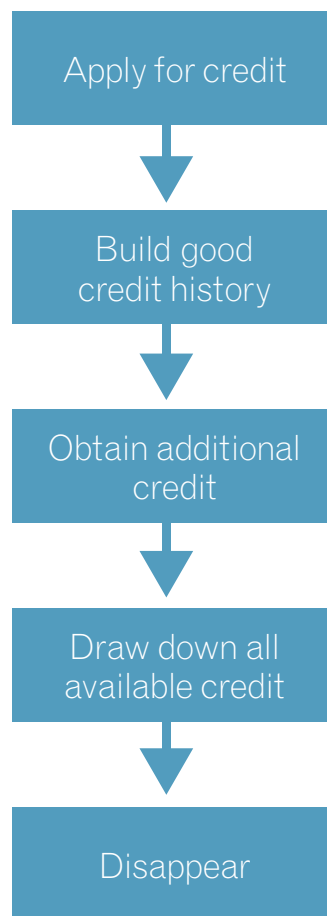 Apply for credit
Build good
credit history
Obtain additional
credit
Draw down all
available credit
Disappear